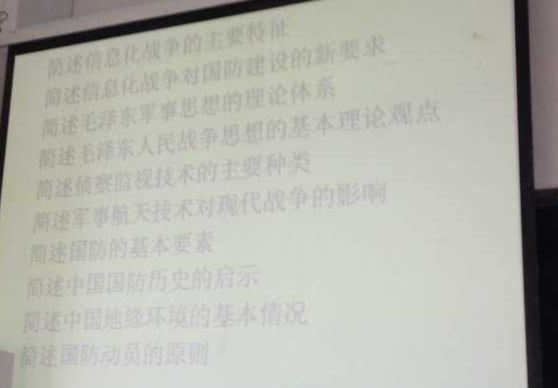 简述信息化战争的主要特征
简述信息化战争对国防建设的新要求
简述毛泽东军事思想的理论体系
简述毛泽东人民战争思想的基本理论观点
简述侦察监视技术的主要种类
简述军事航天技术对现代战争的影响
简述国防的基本要素
简述中国国防历史的启示
简述中国地缘环境的基本情况
简述国防动员的原则